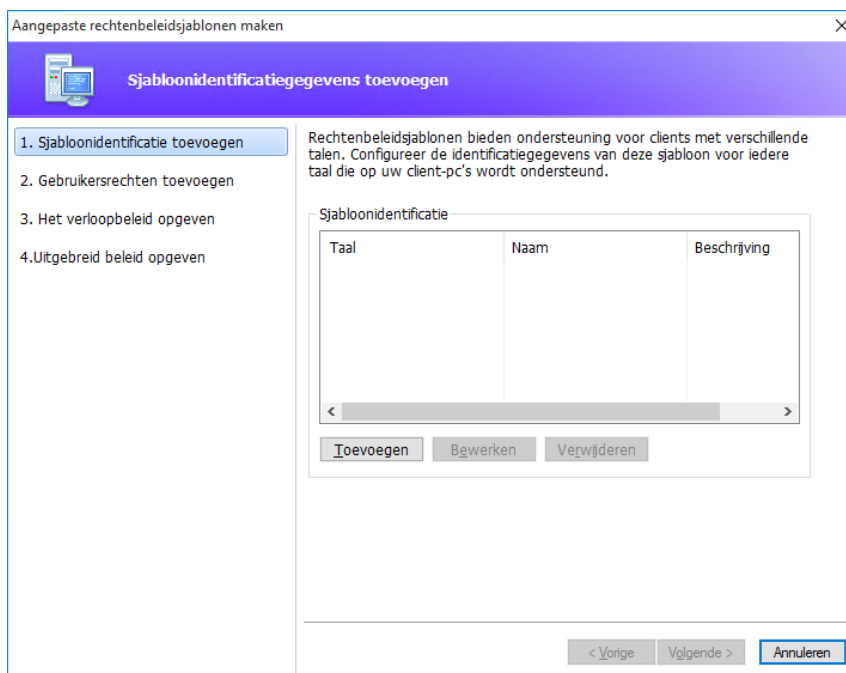 Aangepaste rechtenbeleidsjablonen maken
Sjabloonidentificatiegegevens toevoegen
1. Sjabloonidentificatie toevoegen
2. Gebruikersrechten toevoegen
3. Het verloopbeleid opgeven
4.Uitgebreid beleid opgeven
Rechtenbeleidsjablonen bieden ondersteuning voor clients met verschillende
talen. Configureer de identificatiegegevens van deze sjabloon voor iedere
taal die op uw client-pc's wordt ondersteund.
Sjabloonidentificatie
Taal Naam Beschrijving
Toevoegen Bewerken Verwijderen
< Vorige Volgende > Annuleren